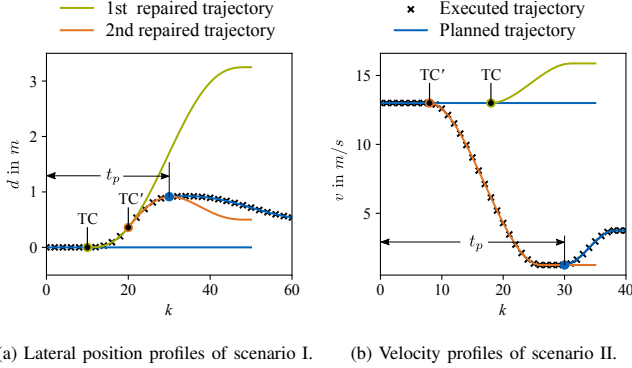 1st repaired trajectory
2nd repaired trajectory
Executed trajectory
Planned trajectory
d in m
3
2
1
0
t_p
TC
TC′
0
20
40
60
k
v in m/s
15
10
5
TC′
TC
t_p
0
10
20
30
40
k
(a) Lateral position profiles of scenario I.
(b) Velocity profiles of scenario II.